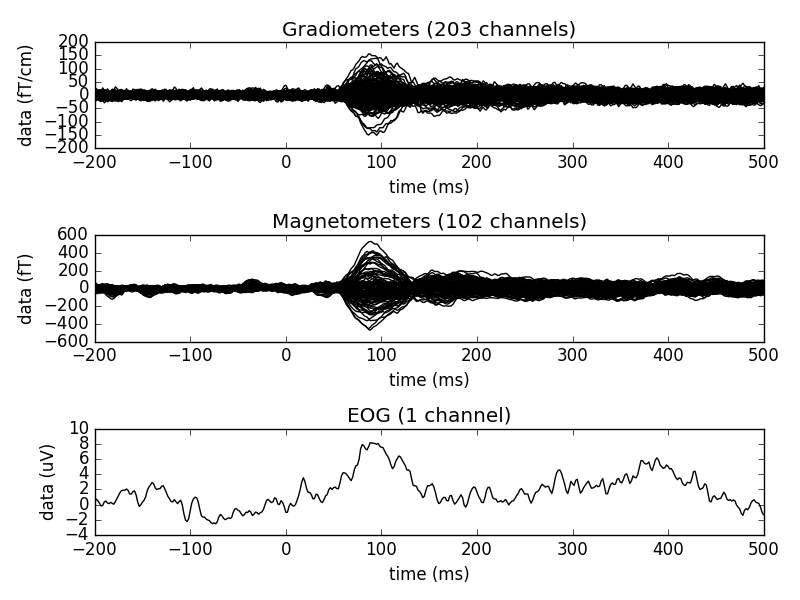 Gradiometers (203 channels)
data (fT/cm)
200
150
100
50
0
−50
−100
−150
−200
−200 −100 0 100 200 300 400 500
time (ms)
Magnetometers (102 channels)
data (fT)
600
400
200
0
−200
−400
−600
−200 −100 0 100 200 300 400 500
time (ms)
EOG (1 channel)
data (uV)
10
8
6
4
2
0
−2
−4
−200 −100 0 100 200 300 400 500
time (ms)